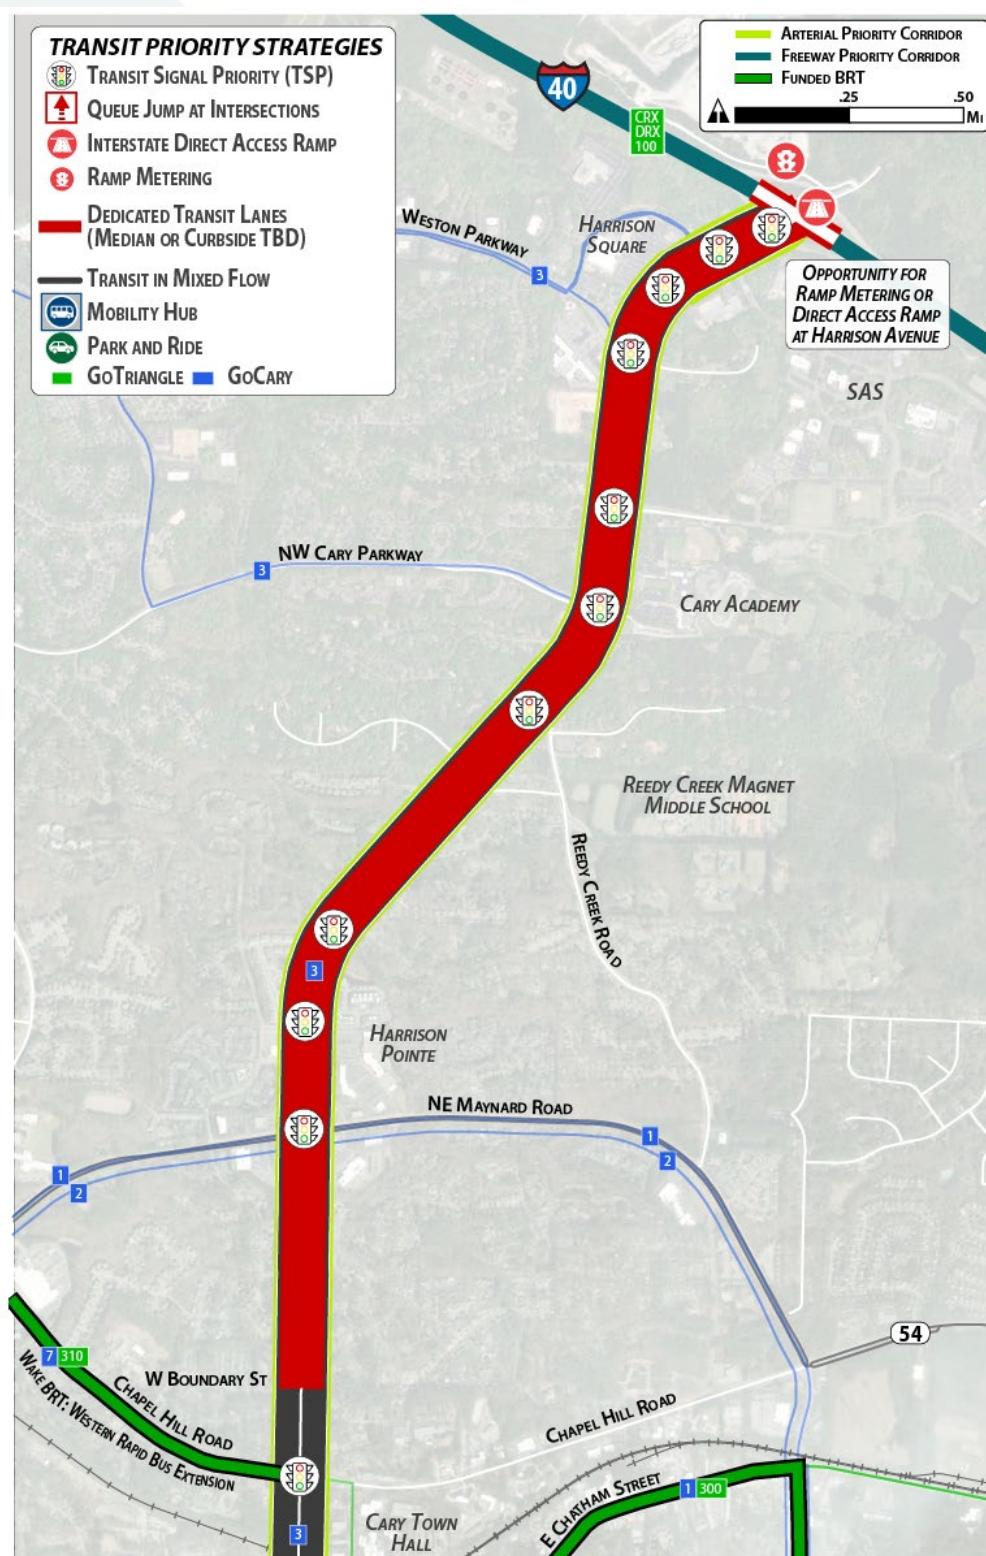 TRANSIT PRIORITY STRATEGIES
TRANSIT SIGNAL PRIORITY (TSP)
QUEUE JUMP AT INTERSECTIONS
INTERSTATE DIRECT ACCESS RAMP
RAMP METERING
DEDICATED TRANSIT LANES
(MEDIAN OR CURBSIDE TBD)
TRANSIT IN MIXED FLOW
MOBILITY HUB
PARK AND RIDE
GOTRIANGLE
GOCARY
ARTERIAL PRIORITY CORRIDOR
FREEWAY PRIORITY CORRIDOR
FUNDED BRT
.25
.50
MI
40
CRX
DRX
100
WESTON PARKWAY
3
HARRISON
SQUARE
OPPORTUNITY FOR
RAMP METERING OR
DIRECT ACCESS RAMP
AT HARRISON AVENUE
SAS
NW CARY PARKWAY
3
CARY ACADEMY
REEDY CREEK MAGNET
MIDDLE SCHOOL
REEDY CREEK ROAD
3
HARRISON
POINTE
NE MAYNARD ROAD
1
2
1
2
54
7
310
W BOUNDARY ST
CHAPEL HILL ROAD
WAKE BRT: WESTERN RAPID BUS EXTENSION
CHAPEL HILL ROAD
E CHATHAM STREET
1
300
3
CARY TOWN
HALL